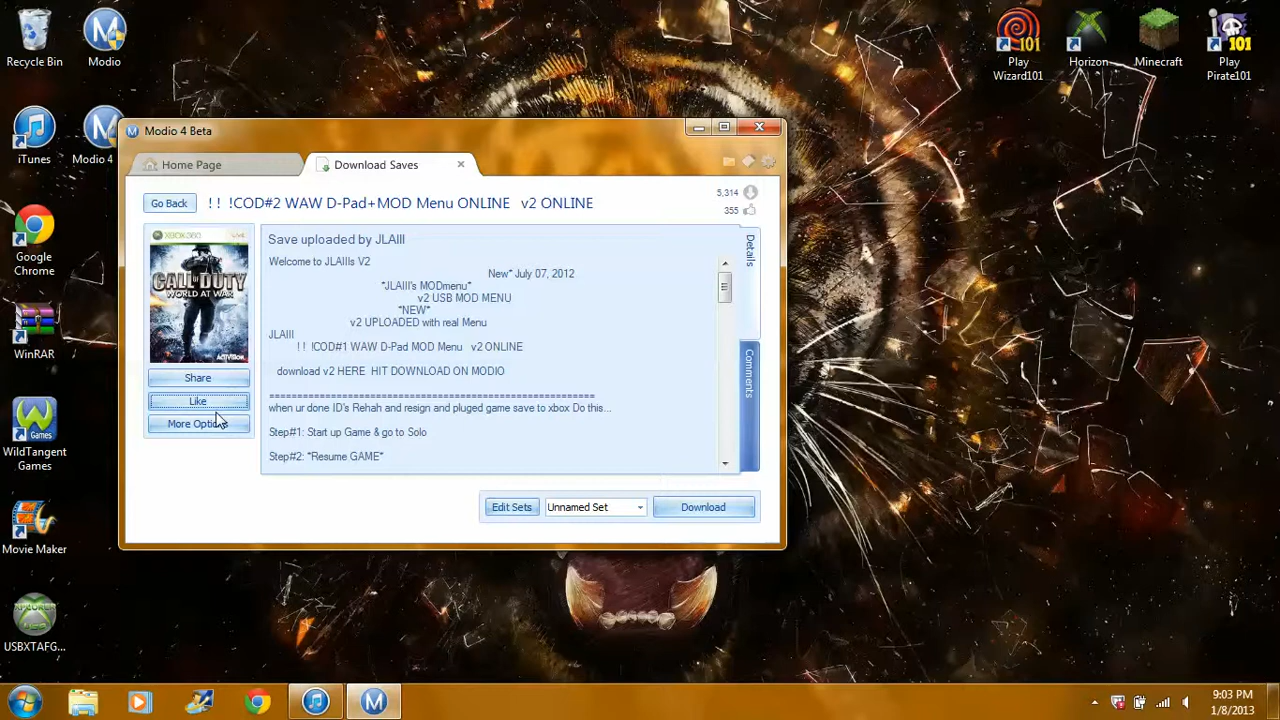 Recycle Bin
Modio
Play Wizard101
Horizon
Minecraft
101
Play Pirate101
iTunes
Modio 4
Google Chrome
WinRAR
WildTangent Games
Games
Movie Maker
USBXTAFG...
Modio 4 Beta
Home Page
Download Saves
Go Back
! ! !COD#2 WAW D-Pad+MOD Menu ONLINE v2 ONLINE
5,314
355
XBOX 360
CALL OF DUTY
WORLD AT WAR
ACTIVISION
Share
Like
More Options
Save uploaded by JLAIII
Welcome to JLAIIIs V2
New* July 07, 2012
*JLAIII's MODmenu*
v2 USB MOD MENU
*NEW*
v2 UPLOADED with real Menu
JLAIII
! ! !COD#1 WAW D-Pad MOD Menu v2 ONLINE
download v2 HERE HIT DOWNLOAD ON MODIO
======================================================
when ur done ID's Rehah and resign and pluged game save to xbox Do this...
Step#1: Start up Game & go to Solo
Step#2: *Resume GAME*
Details
Comments
Edit Sets
Unnamed Set
Download
9:03 PM
1/8/2013